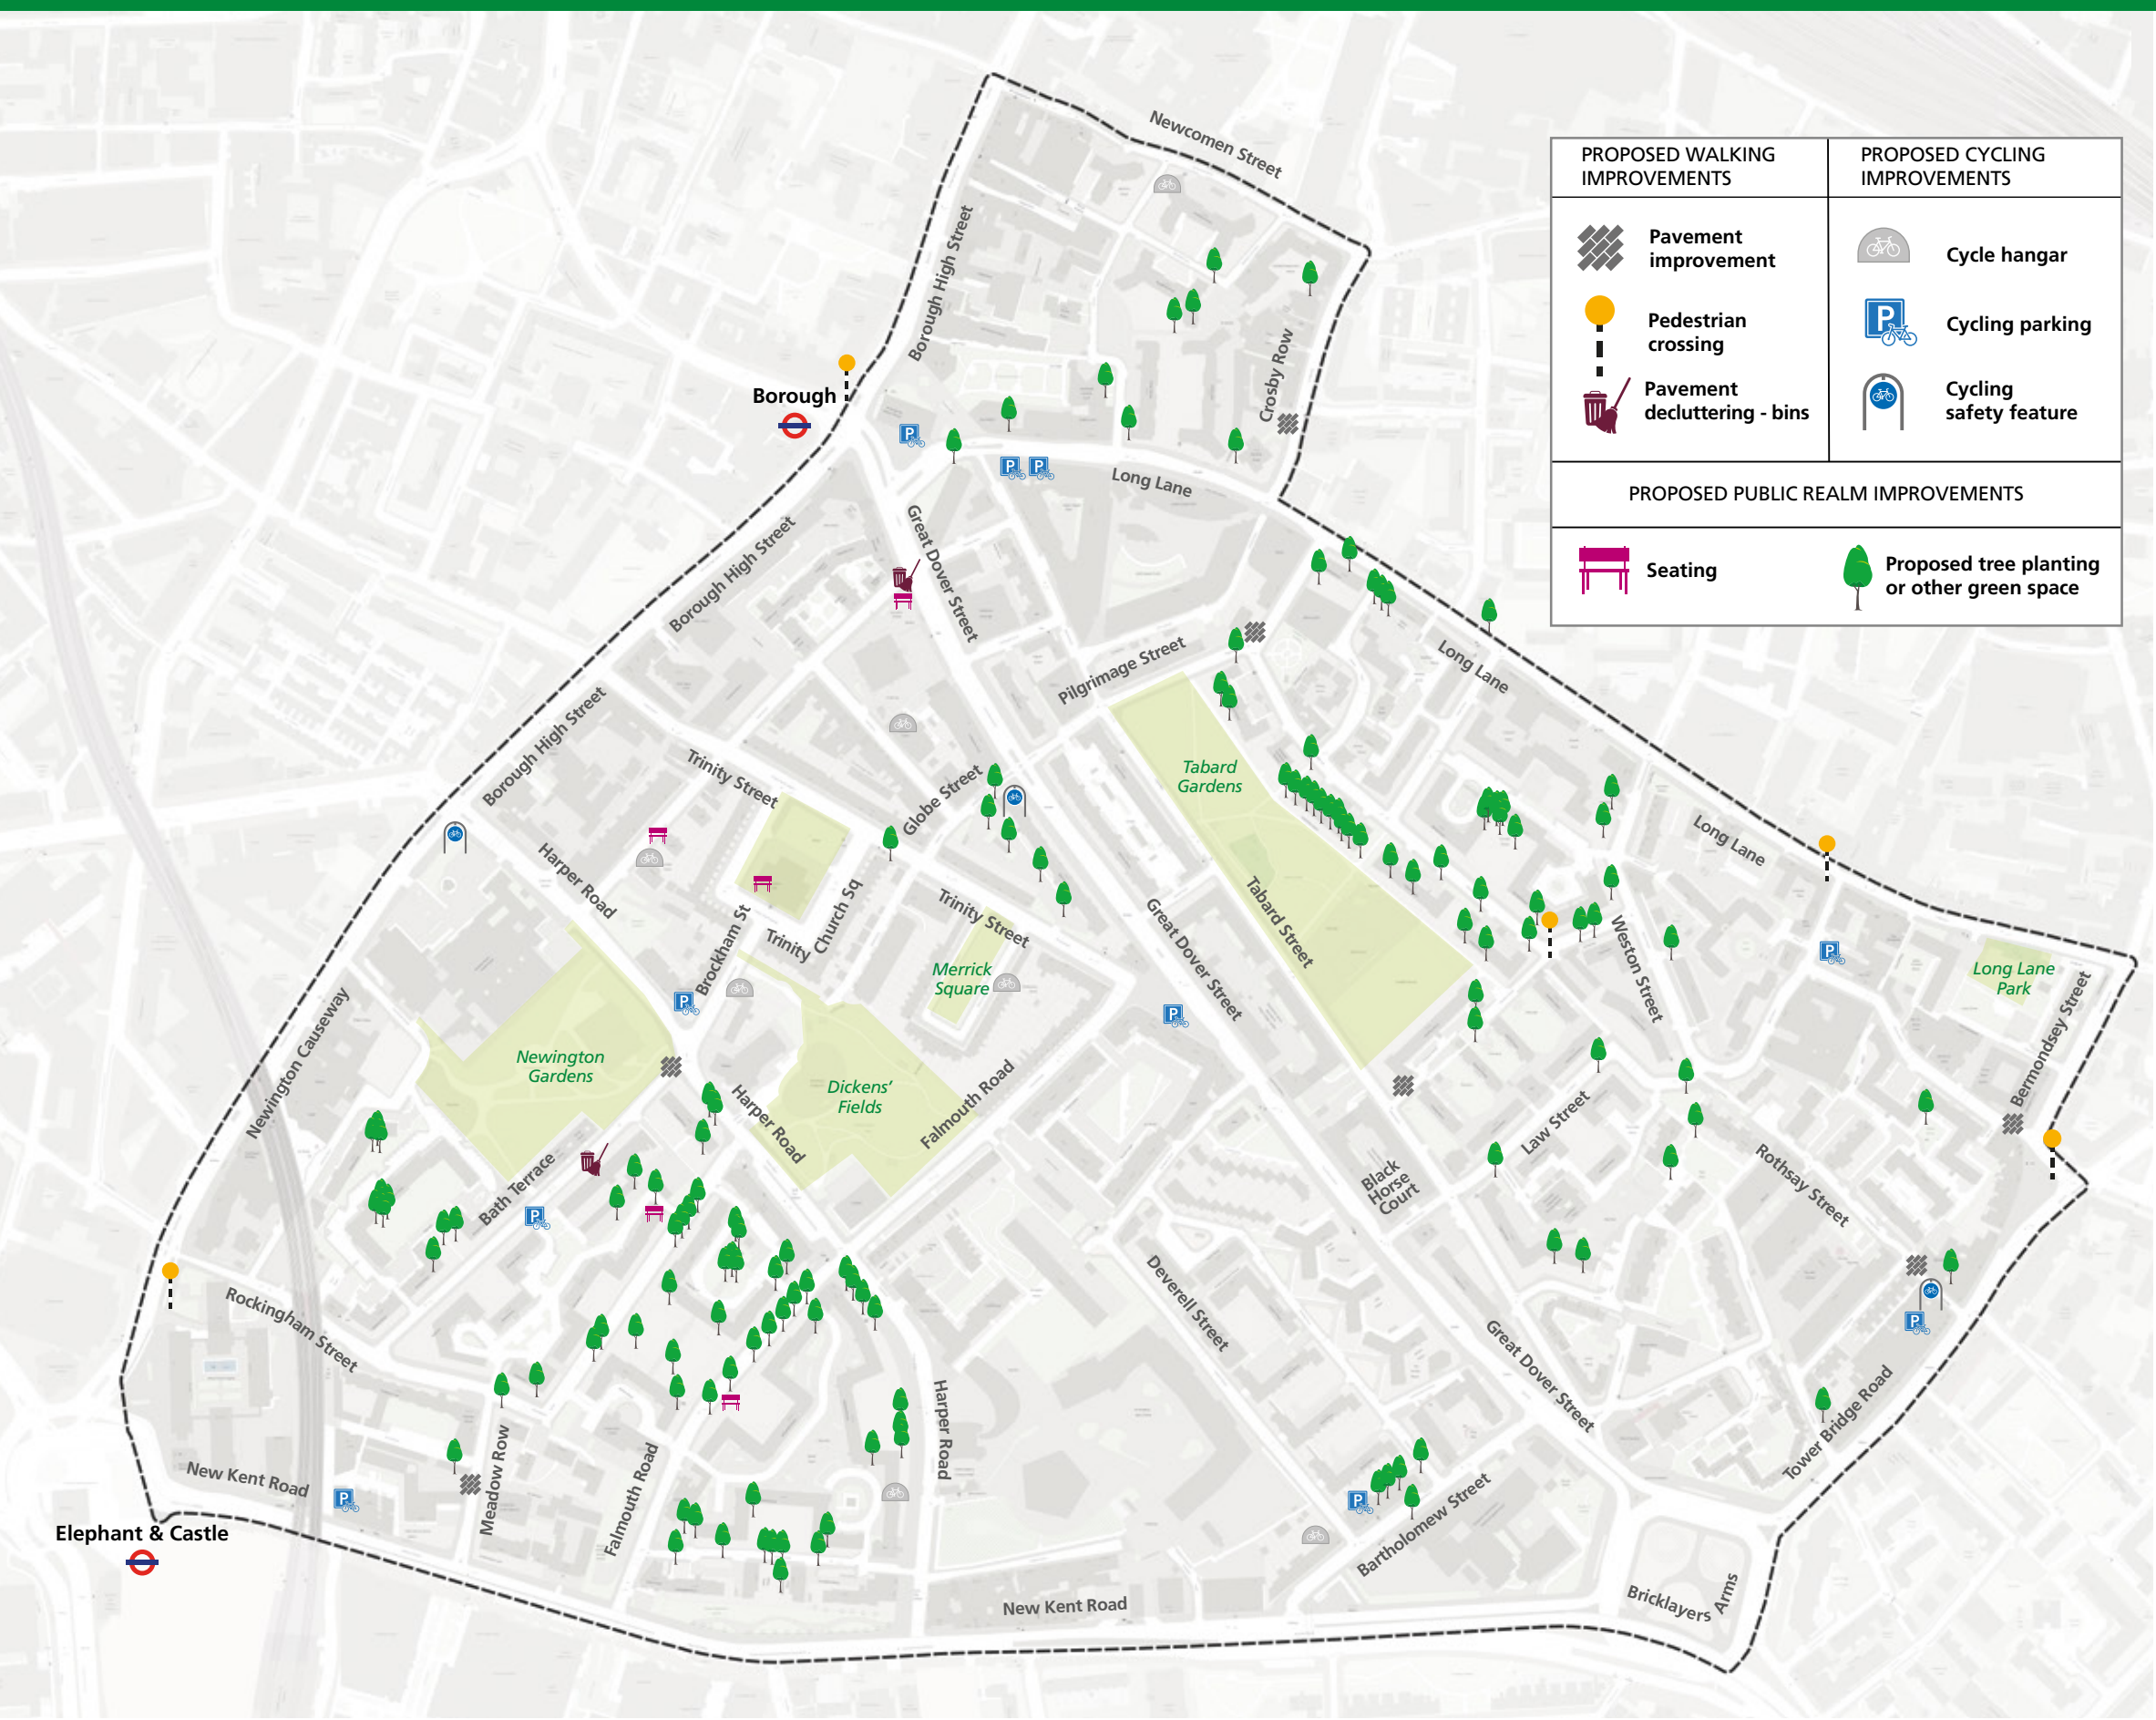 Newcomen Street
PROPOSED WALKING
IMPROVEMENTS
PROPOSED CYCLING
IMPROVEMENTS
Pavement
improvement
Cycle hangar
Pedestrian
crossing
P
Cycling parking
Pavement
decluttering - bins
Cycling
safety feature
PROPOSED PUBLIC REALM IMPROVEMENTS
Seating
Proposed tree planting
or other green space
Borough High Street
Crosby Row
Borough
P
P
P
Long Lane
Great Dover Street
Borough High Street
Pilgrimage Street
Long Lane
Borough High Street
Trinity Street
Globe Street
Tabard
Gardens
Long Lane
Harper Road
Brockham St
Trinity
Church Sq
Trinity Street
Tabard Street
Great Dover Street
Weston Street
P
Merrick
Square
Long Lane
Park
P
P
Newington Causeway
Newington
Gardens
Dickens'
Fields
Harper Road
Falmouth Road
Bermondsey Street
Law Street
Black
Horse
Court
Rothsay Street
Bath Terrace
P
Rockingham Street
Deverell Street
Great Dover Street
P
Tower Bridge Road
Harper Road
New Kent Road
P
Meadow Row
Falmouth Road
P
Bartholomew Street
Elephant & Castle
New Kent Road
Bricklayers
Arms